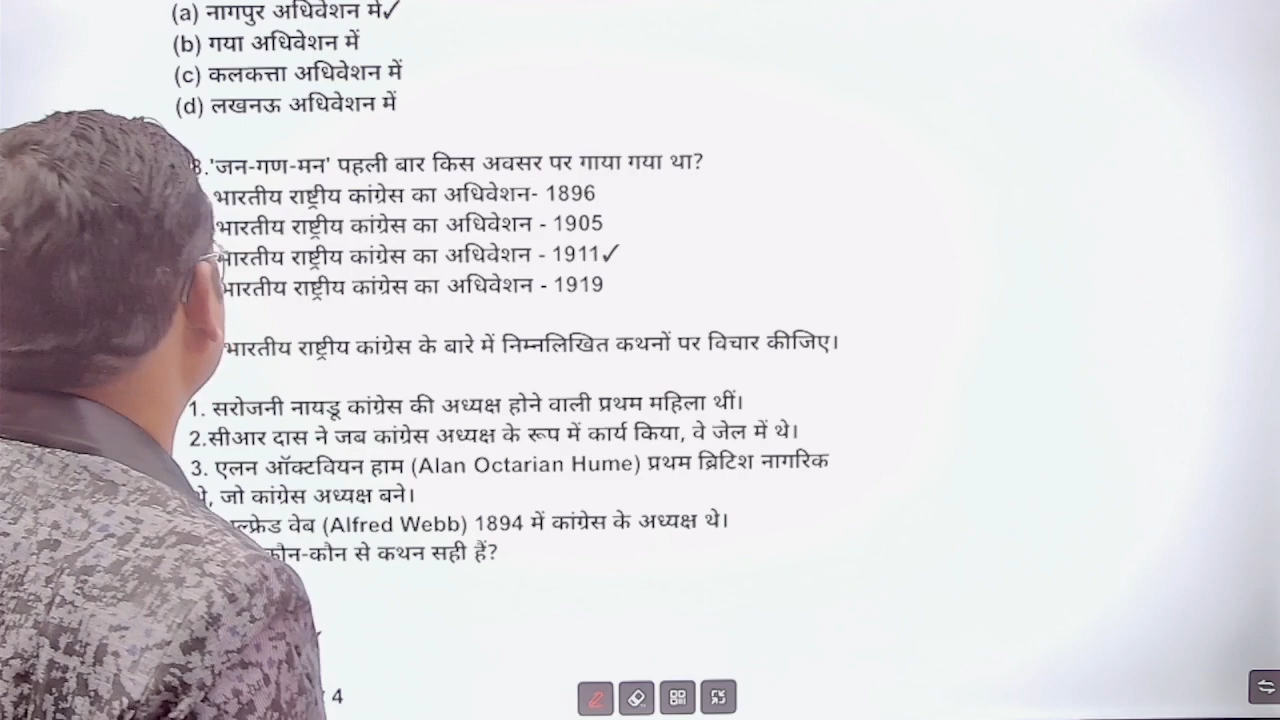 (a) नागपुर अधिवेशन में✓
(b) गया अधिवेशन में
(c) कलकत्ता अधिवेशन में
(d) लखनऊ अधिवेशन में
8.'जन-गण-मन' पहली बार किस अवसर पर गाया गया था?
भारतीय राष्ट्रीय कांग्रेस का अधिवेशन- 1896
भारतीय राष्ट्रीय कांग्रेस का अधिवेशन - 1905
भारतीय राष्ट्रीय कांग्रेस का अधिवेशन - 1911✓
भारतीय राष्ट्रीय कांग्रेस का अधिवेशन - 1919
भारतीय राष्ट्रीय कांग्रेस के बारे में निम्नलिखित कथनों पर विचार कीजिए।
1. सरोजनी नायडू कांग्रेस की अध्यक्ष होने वाली प्रथम महिला थीं।
2.सीआर दास ने जब कांग्रेस अध्यक्ष के रूप में कार्य किया, वे जेल में थे।
3. एलन ऑक्टवियन हाम (Alan Octarian Hume) प्रथम ब्रिटिश नागरिक
थे, जो कांग्रेस अध्यक्ष बने।
वेब (Alfred Webb) 1894 में कांग्रेस के अध्यक्ष थे।
कौन-कौन से कथन सही हैं?
4